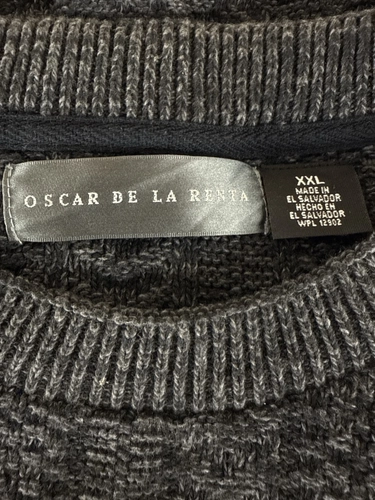 OSCAR DE LA RENTA
XXL
MADE IN
EL SALVADOR
HECHO EN
EL SALVADOR
WPL 12902